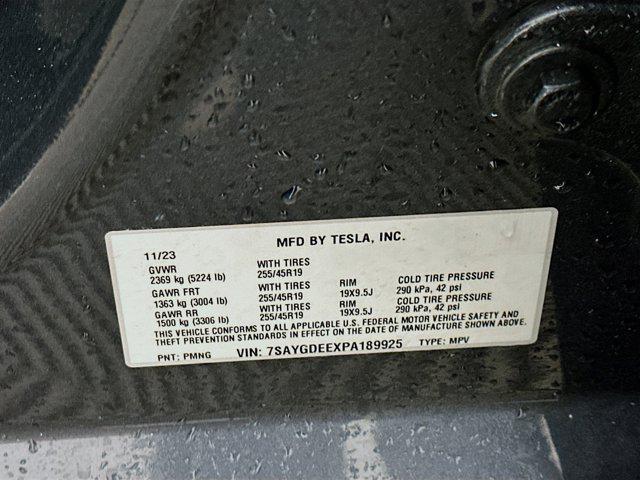 MFD BY TESLA, INC.
11/23
GVWR WITH TIRES
2369 kg (5224 lb) 255/45R19
GAWR FRT WITH TIRES RIM COLD TIRE PRESSURE
1363 kg (3004 lb) 255/45R19 19X9.5J 290 kPa, 42 psi
GAWR RR WITH TIRES RIM COLD TIRE PRESSURE
1500 kg (3306 lb) 255/45R19 19X9.5J 290 kPa, 42 psi
THIS VEHICLE CONFORMS TO ALL APPLICABLE U.S. FEDERAL MOTOR VEHICLE SAFETY AND
THEFT PREVENTION STANDARDS IN EFFECT ON THE DATE OF MANUFACTURE SHOWN ABOVE.
PNT: PMNG VIN: 7SAYGDEEXPA189925 TYPE: MPV